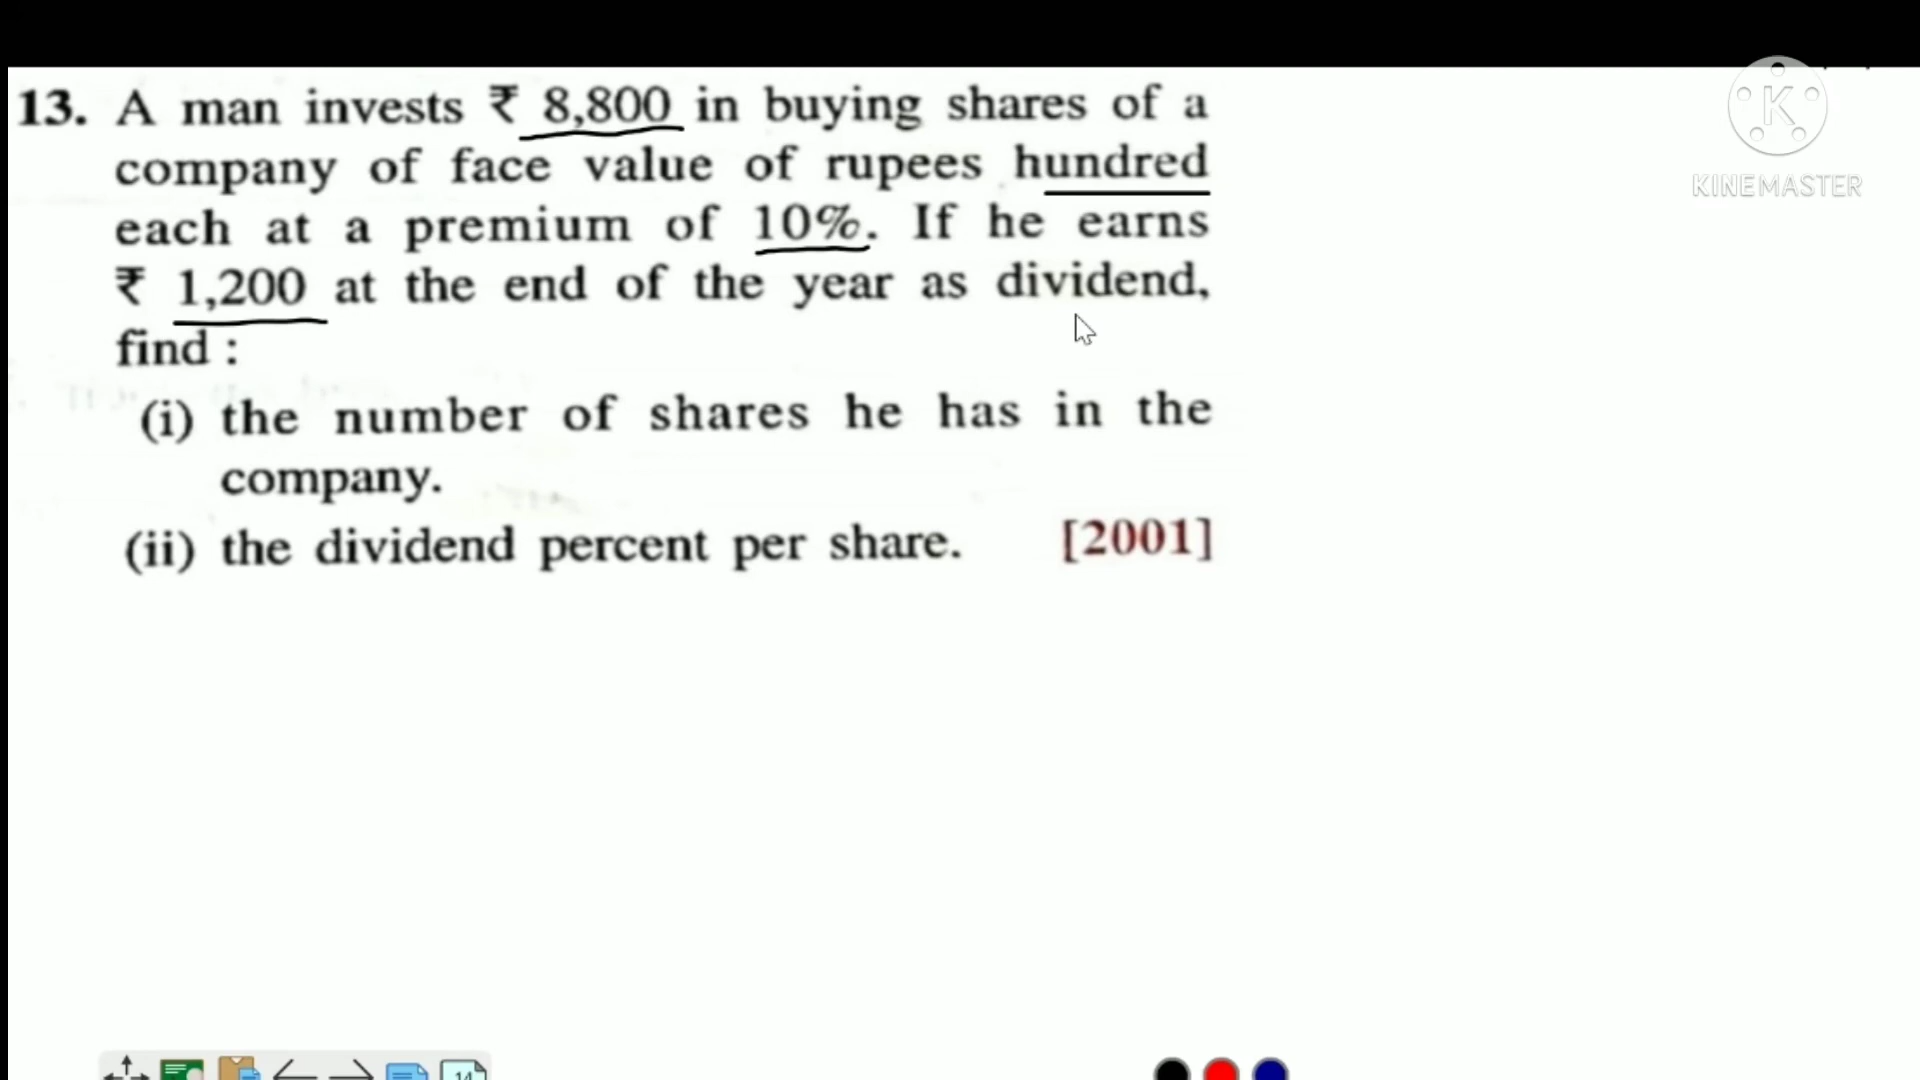 13. A man invests ₹ 8,800 in buying shares of a
company of face value of rupees hundred
each at a premium of 10%. If he earns
₹ 1,200 at the end of the year as dividend,
find :
(i) the number of shares he has in the
company.
(ii) the dividend percent per share. [2001]
K
KINEMASTER
14